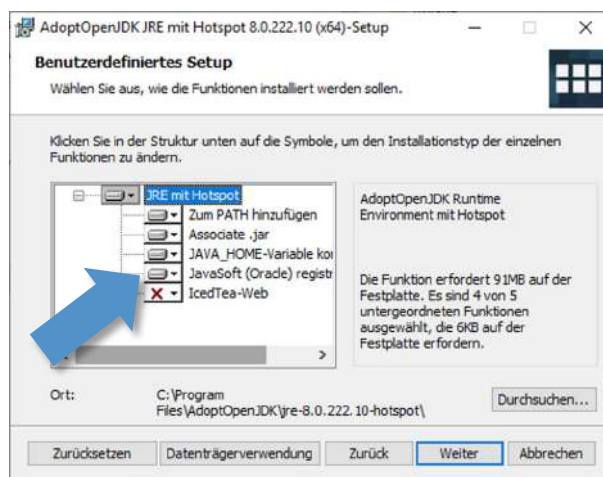 AdoptOpenJDK JRE mit Hotspot 8.0.222.10 (x64)-Setup
Benutzerdefiniertes Setup
Wählen Sie aus, wie die Funktionen installiert werden sollen.
Klicken Sie in der Struktur unten auf die Symbole, um den Installationstyp der einzelnen
Funktionen zu ändern.
JRE mit Hotspot
Zum PATH hinzufügen
Associate .jar
JAVA_HOME-Variable kon
JavaSoft (Oracle) registr
IcedTea-Web
AdoptOpenJDK Runtime
Environment mit Hotspot
Die Funktion erfordert 91MB auf der
Festplatte. Es sind 4 von 5
untergeordneten Funktionen
ausgewählt, die 6KB auf der
Festplatte erfordern.
Ort:
C:\Program
Files\AdoptOpenJDK\jre-8.0.222.10-hotspot\
Durchsuchen...
Zurücksetzen
Datenträgerverwendung
Zurück
Weiter
Abbrechen